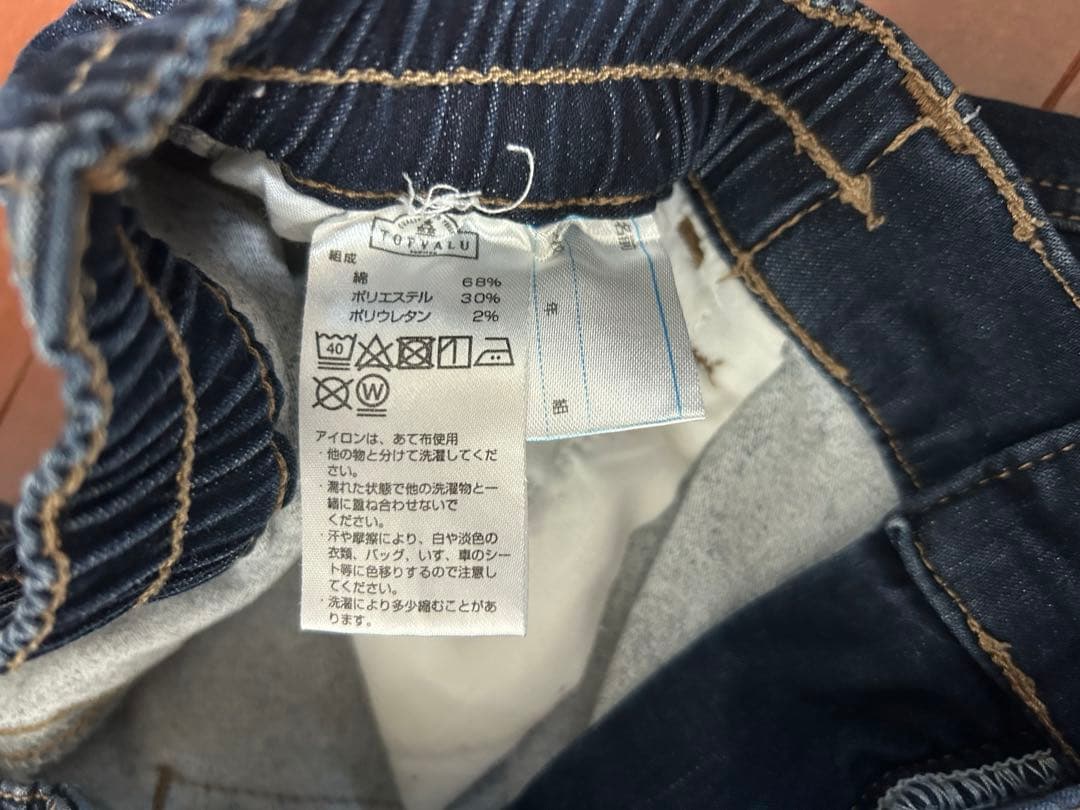 TOPVALU
組成
綿 68%
ポリエステル 30%
ポリウレタン 2%
40
W
アイロンは、あて布使用
・他の物と分けて洗濯してくだ
さい。
・濡れた状態で他の洗濯物と一
緒に重ね合わせないで
ください。
・汗や摩擦により、白や淡色の
衣類、バッグ、いす、車のシー
ト等に色移りするので注意し
てください。
・洗濯により多少縮むことがあ
ります。
名前
年
組